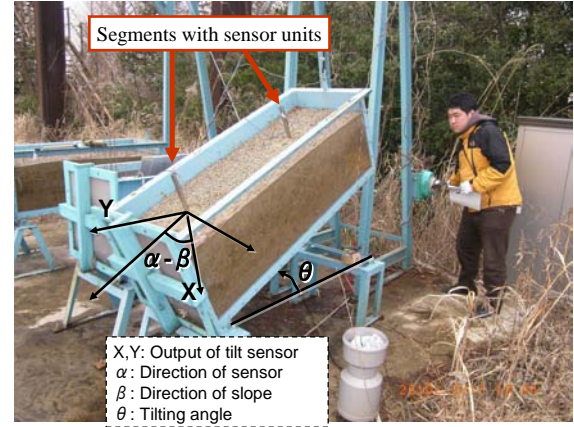 Segments with sensor units
Y
α - β
X
θ
X,Y: Output of tilt sensor
α : Direction of sensor
β : Direction of slope
θ : Tilting angle